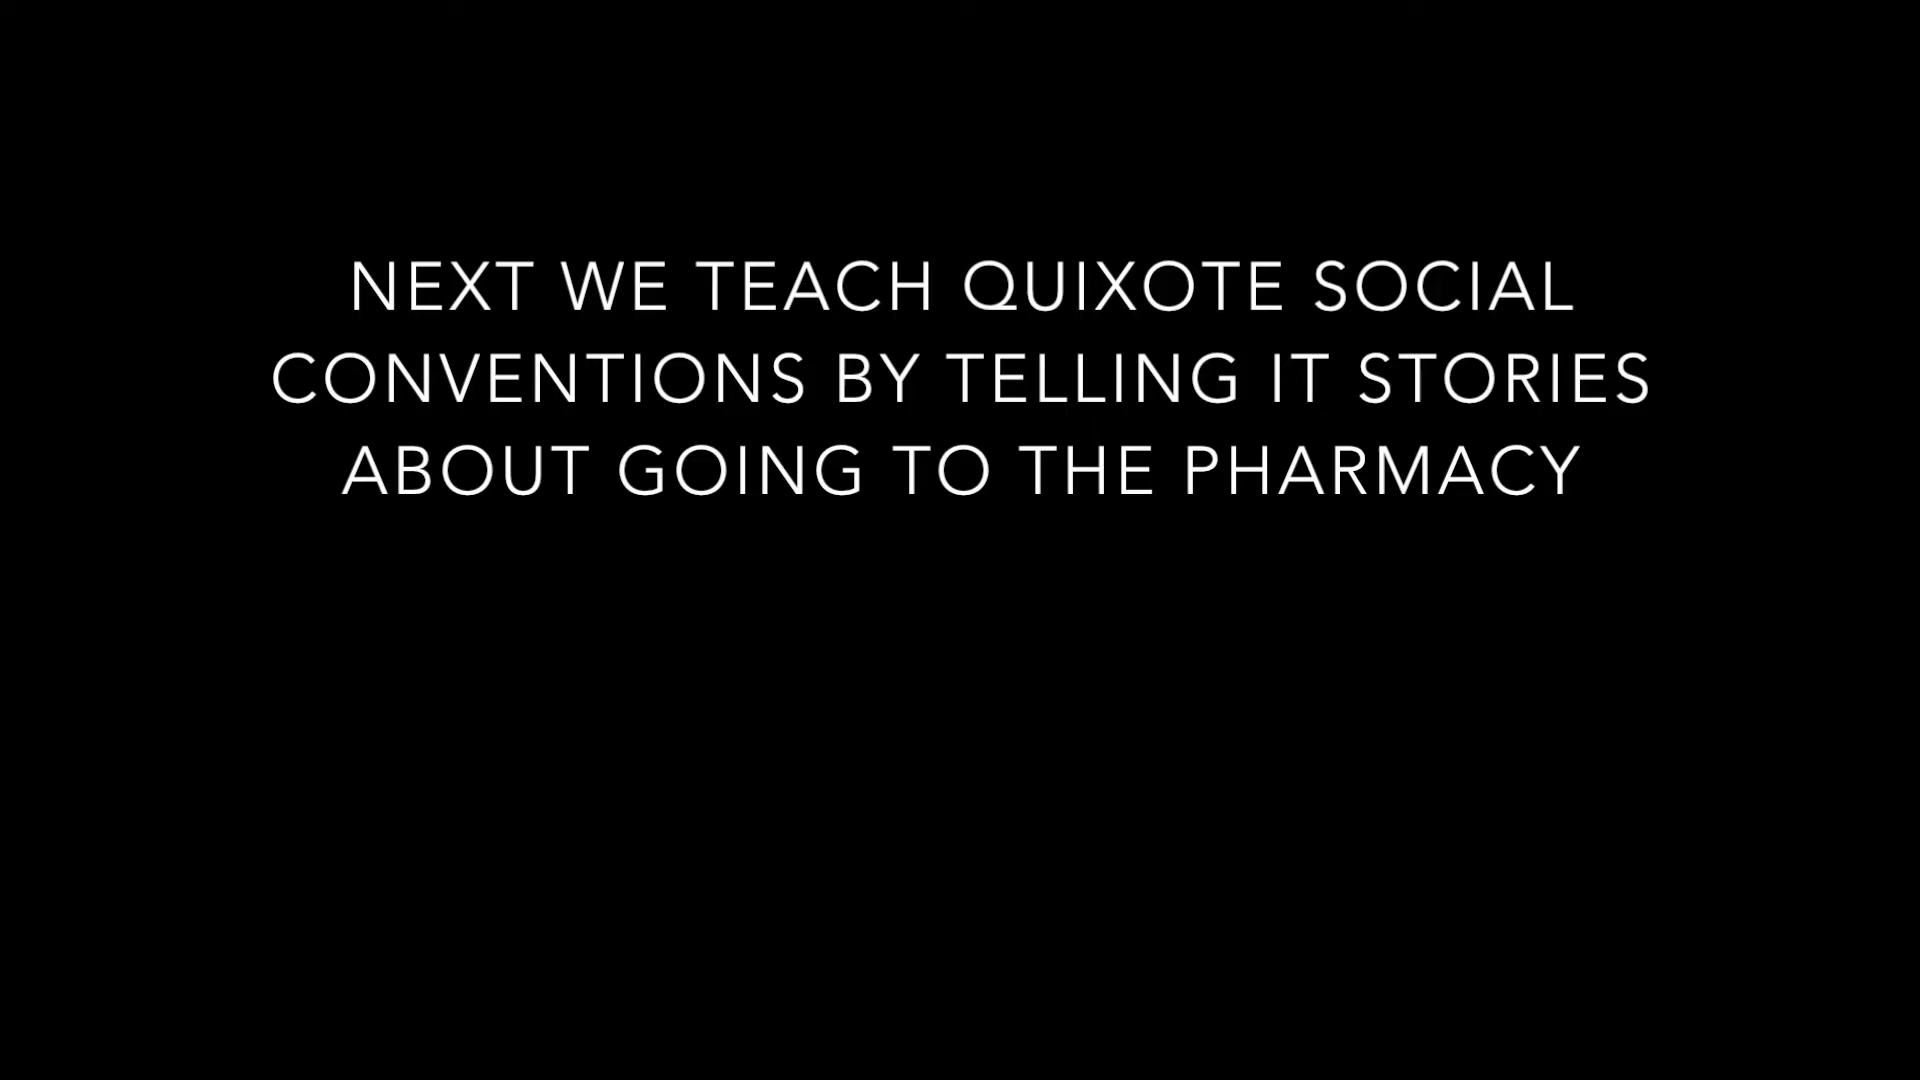 NEXT WE TEACH QUIXOTE SOCIAL
CONVENTIONS BY TELLING IT STORIES
ABOUT GOING TO THE PHARMACY